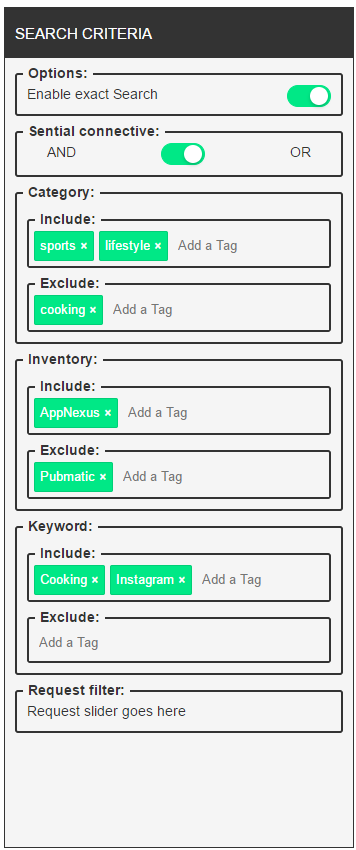 SEARCH CRITERIA
Options:
Enable exact Search
Sential connective:
AND OR
Category:
Include:
sports × lifestyle × Add a Tag
Exclude:
cooking × Add a Tag
Inventory:
Include:
AppNexus × Add a Tag
Exclude:
Pubmatic × Add a Tag
Keyword:
Include:
Cooking × Instagram × Add a Tag
Exclude:
Add a Tag
Request filter:
Request slider goes here